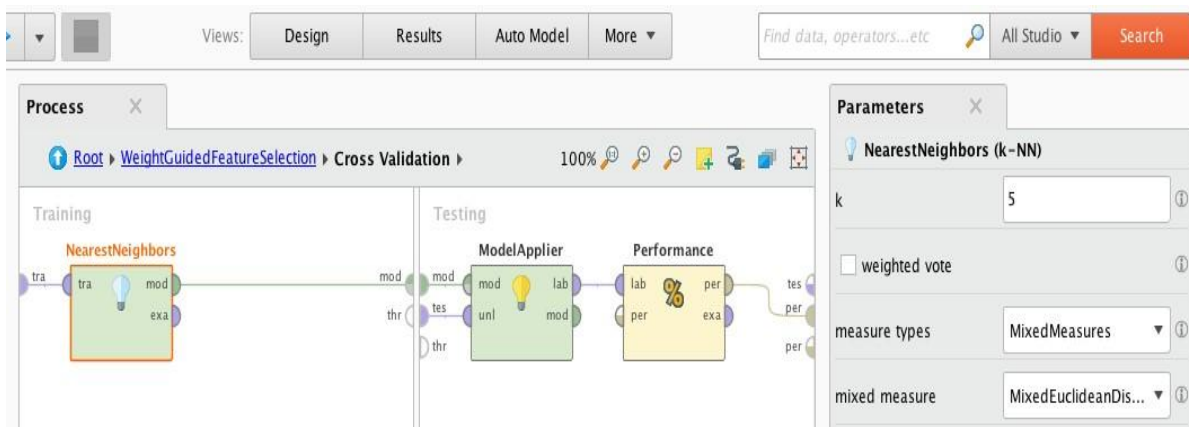 Views: Design Results Auto Model More ▼ Find data, operators...etc All Studio ▼ Search
Process
Root WeightGuidedFeatureSelection Cross Validation 100%
Training
NearestNeighbors
tra tra mod exa mod thr
Testing
ModelApplier Performance
mod tes thr mod unl lab mod lab per per exa tes per per
Parameters
NearestNeighbors (k-NN)
k 5
weighted vote
measure types MixedMeasures
mixed measure MixedEuclideanDis...